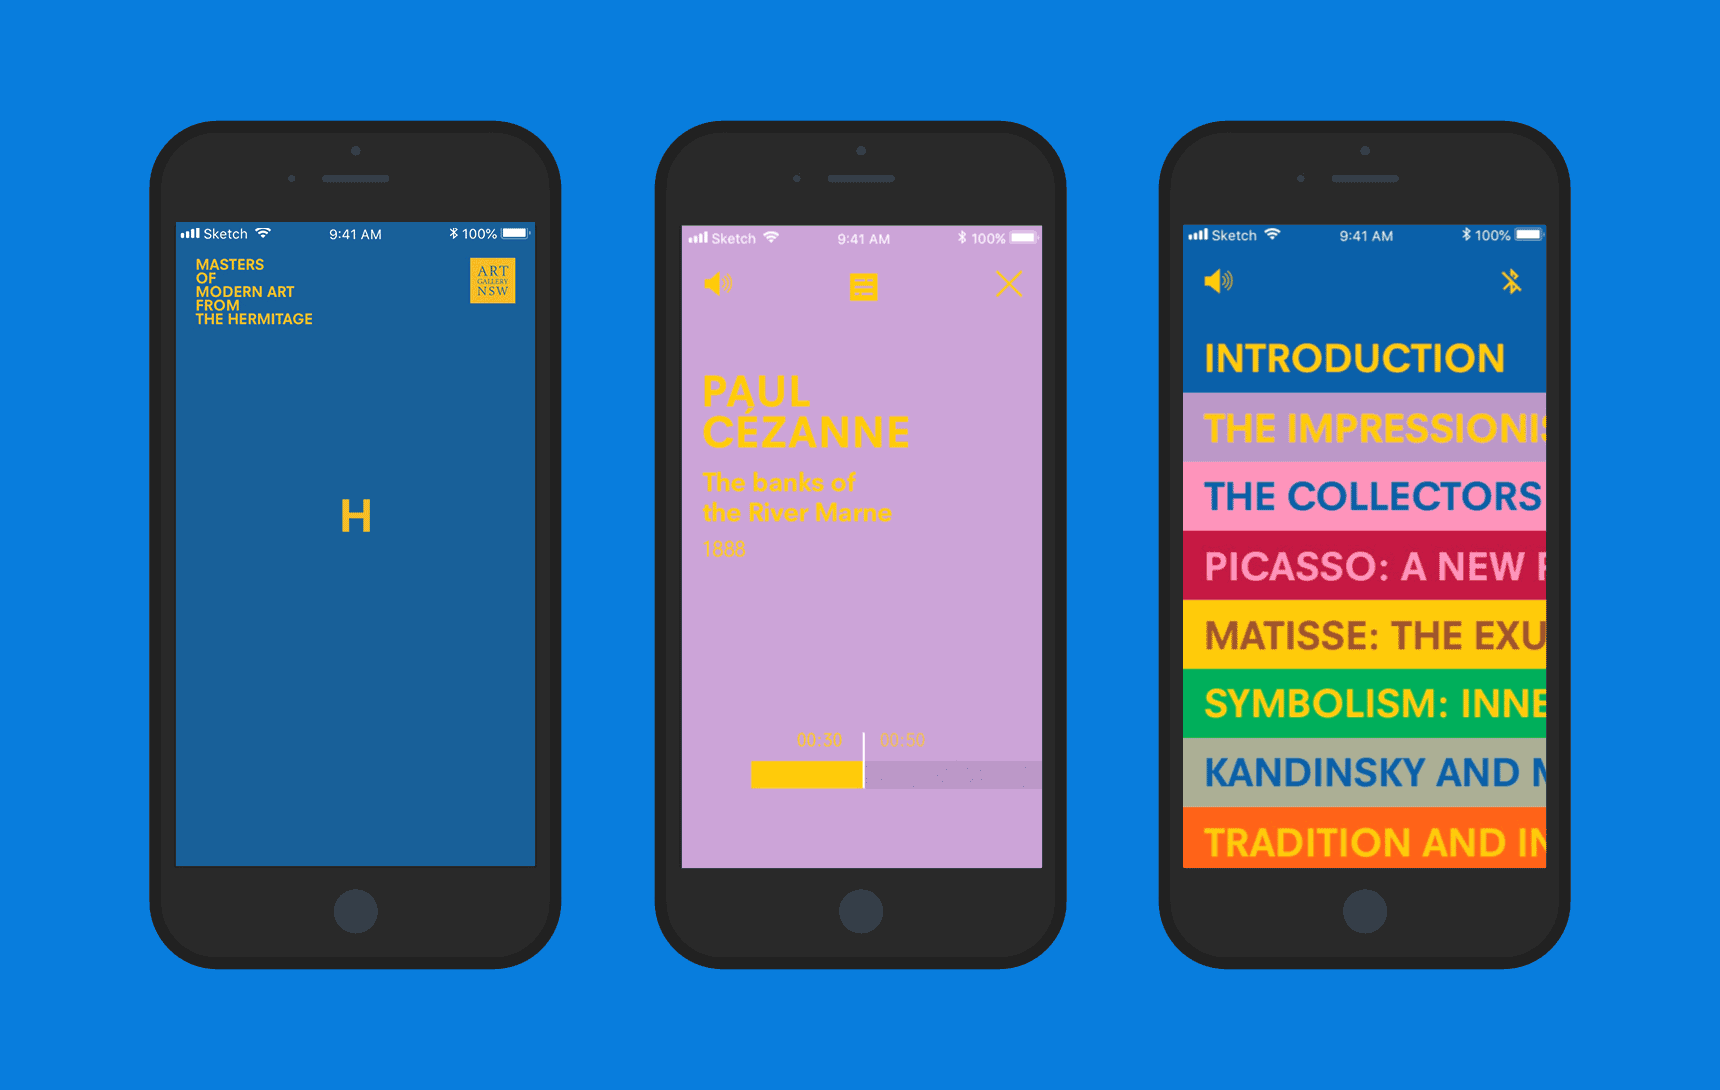 Sketch 9:41 AM 100%
MASTERS
OF
MODERN ART
FROM
THE HERMITAGE
ART
GALLERY
NSW
H
Sketch 9:41 AM 100%
PAUL
CÉZANNE
The banks of
the River Marne
1888
00:30 00:50
Sketch 9:41 AM 100%
INTRODUCTION
THE IMPRESSIONIS
THE COLLECTORS
PICASSO: A NEW
MATISSE: THE EXU
SYMBOLISM: INNE
KANDINSKY AND M
TRADITION AND IN